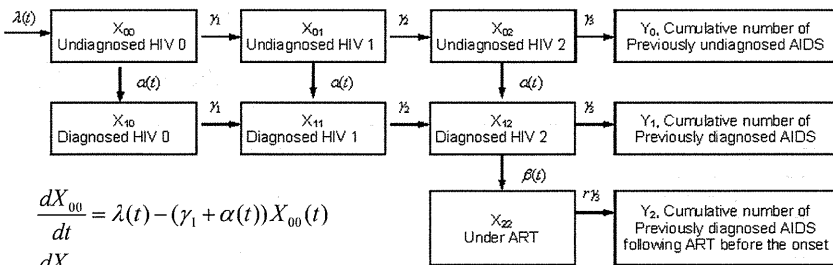 λ(t)
X00
Undiagnosed HIV 0
γ1
X01
Undiagnosed HIV 1
γ2
X02
Undiagnosed HIV 2
γ3
Y0, Cumulative number of
Previously undiagnosed AIDS
α(t)
α(t)
α(t)
X10
Diagnosed HIV 0
γ1
X11
Diagnosed HIV 1
γ2
X12
Diagnosed HIV 2
γ3
Y1, Cumulative number of
Previously diagnosed AIDS
β(t)
X22
Under ART
rγ3
Y2, Cumulative number of
Previously diagnosed AIDS
following ART before the onset
dX00/dt = λ(t) − (γ1 + α(t))X00(t)
dX